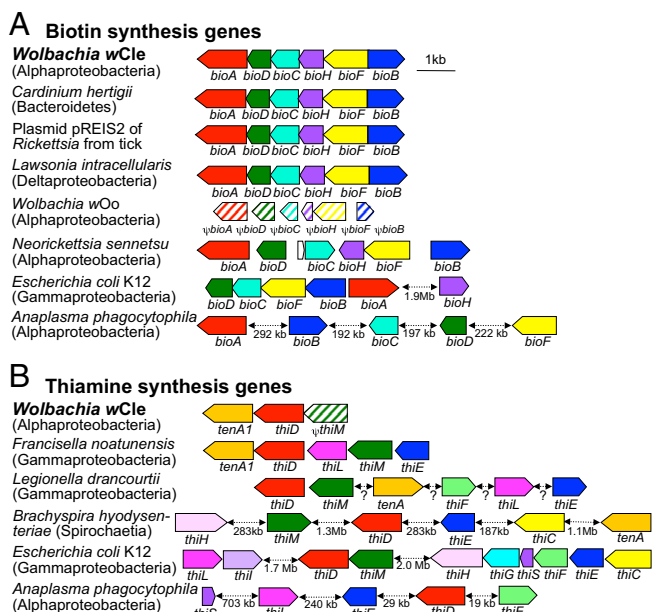 A Biotin synthesis genes
Wolbachia wCle
(Alphaproteobacteria)
bioA bioD bioC bioH bioF bioB
1kb
Cardinium hertigii
(Bacteroidetes)
bioA bioD bioC bioH bioF bioB
Plasmid pREIS2 of
Rickettsia from tick
bioA bioD bioC bioH bioF bioB
Lawsonia intracellularis
(Deltaproteobacteria)
bioA bioD bioC bioH bioF bioB
Wolbachia wOo
(Alphaproteobacteria)
ψbioA ψbioD ψbioC ψbioH ψbioF ψbioB
Neorickettsia sennetsu
(Alphaproteobacteria)
bioA bioD bioC bioH bioF bioB
Escherichia coli K12
(Gammaproteobacteria)
bioD bioC bioF bioB bioA 1.9Mb bioH
Anaplasma phagocytophila
(Alphaproteobacteria)
bioA 292 kb bioB 192 kb bioC 197 kb bioD 222 kb bioF
B Thiamine synthesis genes
Wolbachia wCle
(Alphaproteobacteria)
tenA1 thiD ψthiM
Francisella noatunensis
(Gammaproteobacteria)
tenA1 thiD thiL thiM thiE
Legionella drancourtii
(Gammaproteobacteria)
thiD thiM ? tenA ? thiF ? thiL ? thiE
Brachyspira hyodysen-
teriae (Spirochaetia)
thiH 283kb thiM 1.3Mb thiD 283kb thiE 187kb thiC 1.1Mb tenA
Escherichia coli K12
(Gammaproteobacteria)
thiL thiI 1.7 Mb thiD thiM 2.0 Mb thiH thiG thiS thiF thiE thiC
Anaplasma phagocytophila
(Alphaproteobacteria)
703 kb 240 kb 29 kb thiD 19 kb